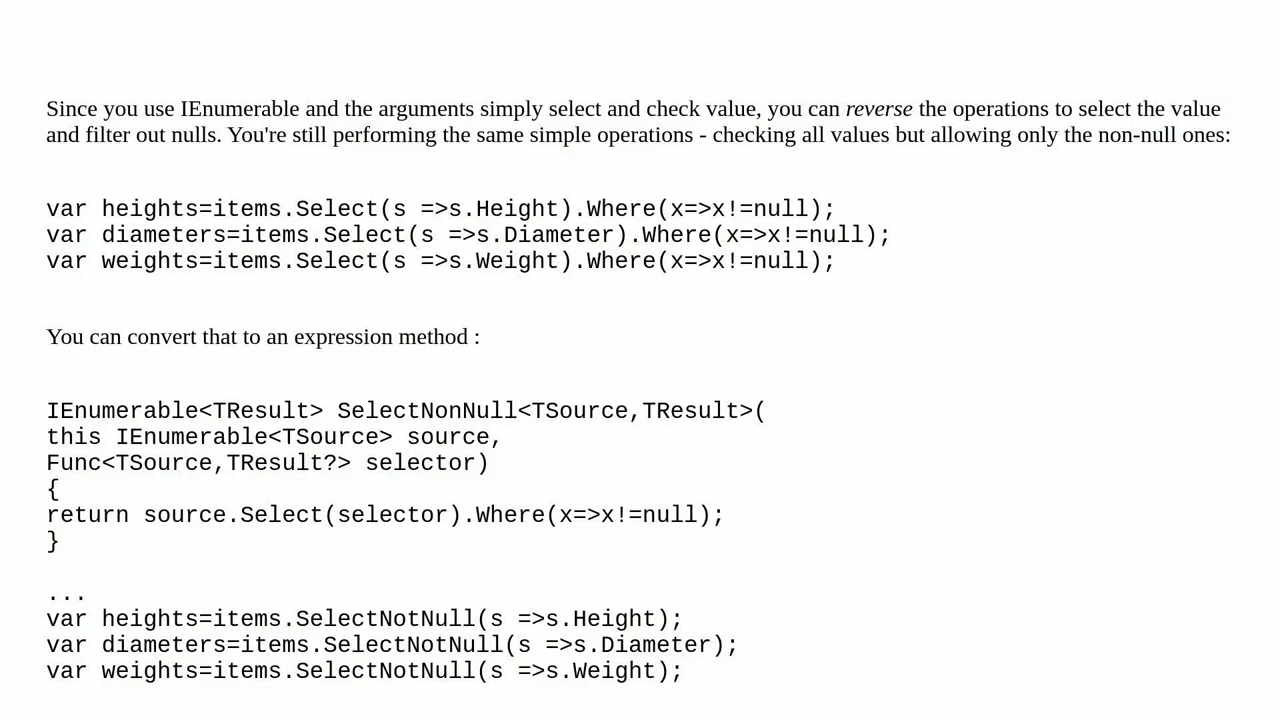 Since you use IEnumerable and the arguments simply select and check value, you can reverse the operations to select the value
and filter out nulls. You're still performing the same simple operations - checking all values but allowing only the non-null ones:
var heights=items.Select(s =>s.Height).Where(x=>x!=null);
var diameters=items.Select(s =>s.Diameter).Where(x=>x!=null);
var weights=items.Select(s =>s.Weight).Where(x=>x!=null);
You can convert that to an expression method :
IEnumerable<TResult> SelectNonNull<TSource,TResult>(
this IEnumerable<TSource> source,
Func<TSource,TResult?> selector)
{
return source.Select(selector).Where(x=>x!=null);
}
...
var heights=items.SelectNotNull(s =>s.Height);
var diameters=items.SelectNotNull(s =>s.Diameter);
var weights=items.SelectNotNull(s =>s.Weight);